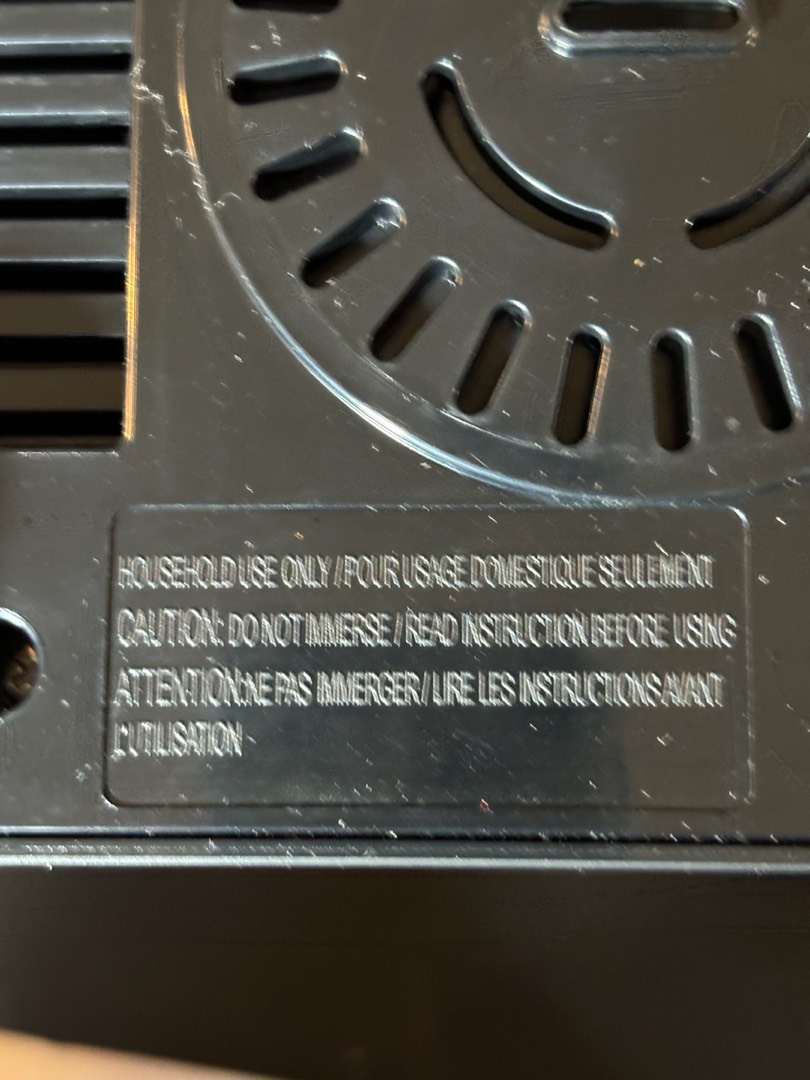 HOUSEHOLD USE ONLY / POUR USAGE DOMESTIQUE SEULEMENT
CAUTION: DO NOT IMMERSE / READ INSTRUCTION BEFORE USING
ATTENTION:NE PAS IMMERGER / LIRE LES INSTRUCTIONS AVANT
L'UTILISATION